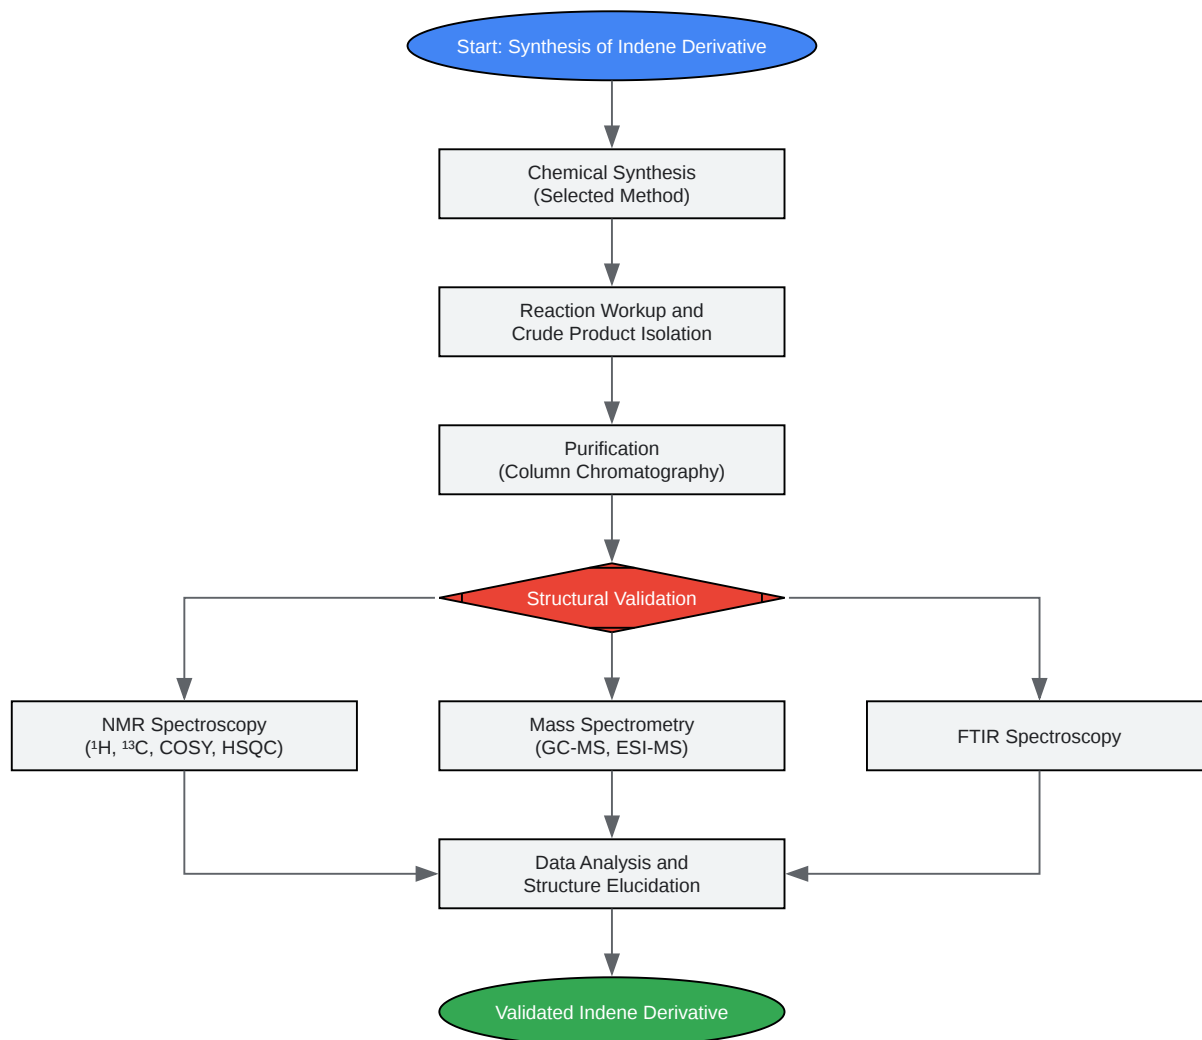 Start: Synthesis of Indene Derivative
Chemical Synthesis
(Selected Method)
Reaction Workup and
Crude Product Isolation
Purification
(Column Chromatography)
Structural Validation
NMR Spectroscopy
(¹H, ¹³C, COSY, HSQC)
Mass Spectrometry
(GC-MS, ESI-MS)
FTIR Spectroscopy
Data Analysis and
Structure Elucidation
Validated Indene Derivative